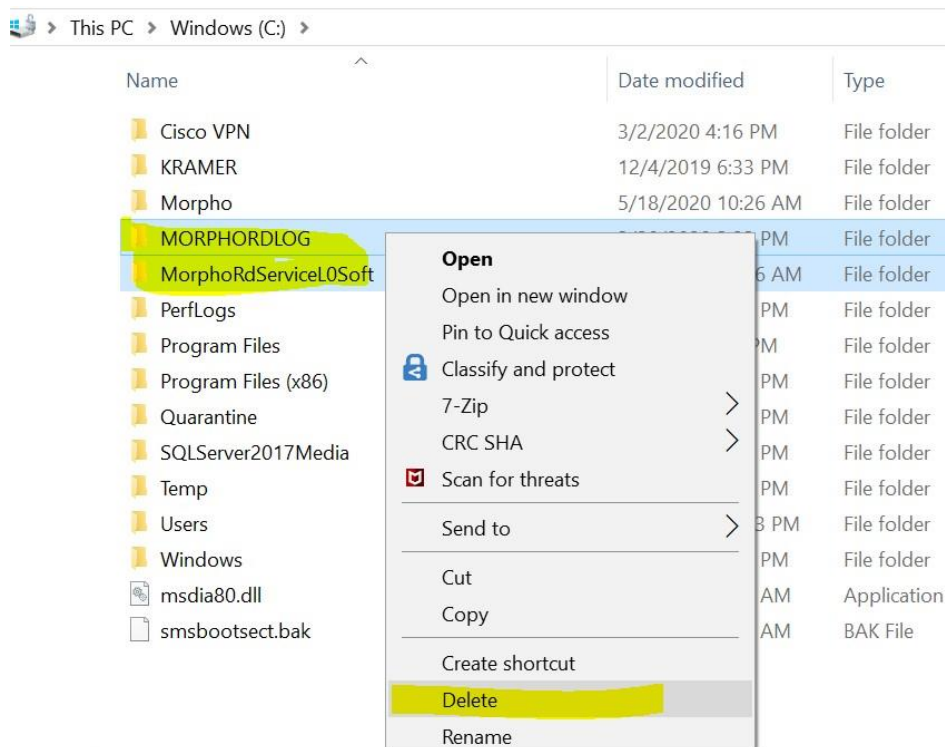 This PC > Windows (C:) >
Name Date modified Type
Cisco VPN 3/2/2020 4:16 PM File folder
KRAMER 12/4/2019 6:33 PM File folder
Morpho 5/18/2020 10:26 AM File folder
MORPHORDLOG PM File folder
MorphoRdServiceL0Soft 6 AM File folder
PerfLogs PM File folder
Program Files PM File folder
Program Files (x86) PM File folder
Quarantine PM File folder
SQLServer2017Media PM File folder
Temp PM File folder
Users 3 PM File folder
Windows PM File folder
msdia80.dll AM Application
smsbootsect.bak AM BAK File
Open
Open in new window
Pin to Quick access
Classify and protect
7-Zip
CRC SHA
Scan for threats
Send to
Cut
Copy
Create shortcut
Delete
Rename